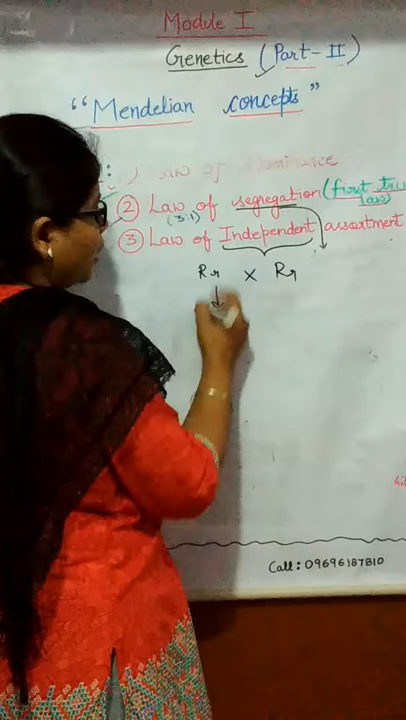 Module I
Genetics (Part-II)
"Mendelian concepts"
) Law of Dominance
② Law of segregation (first
(3:1) law)
③ Law of Independent assortment
Rr × Rr
Call: 09696187810